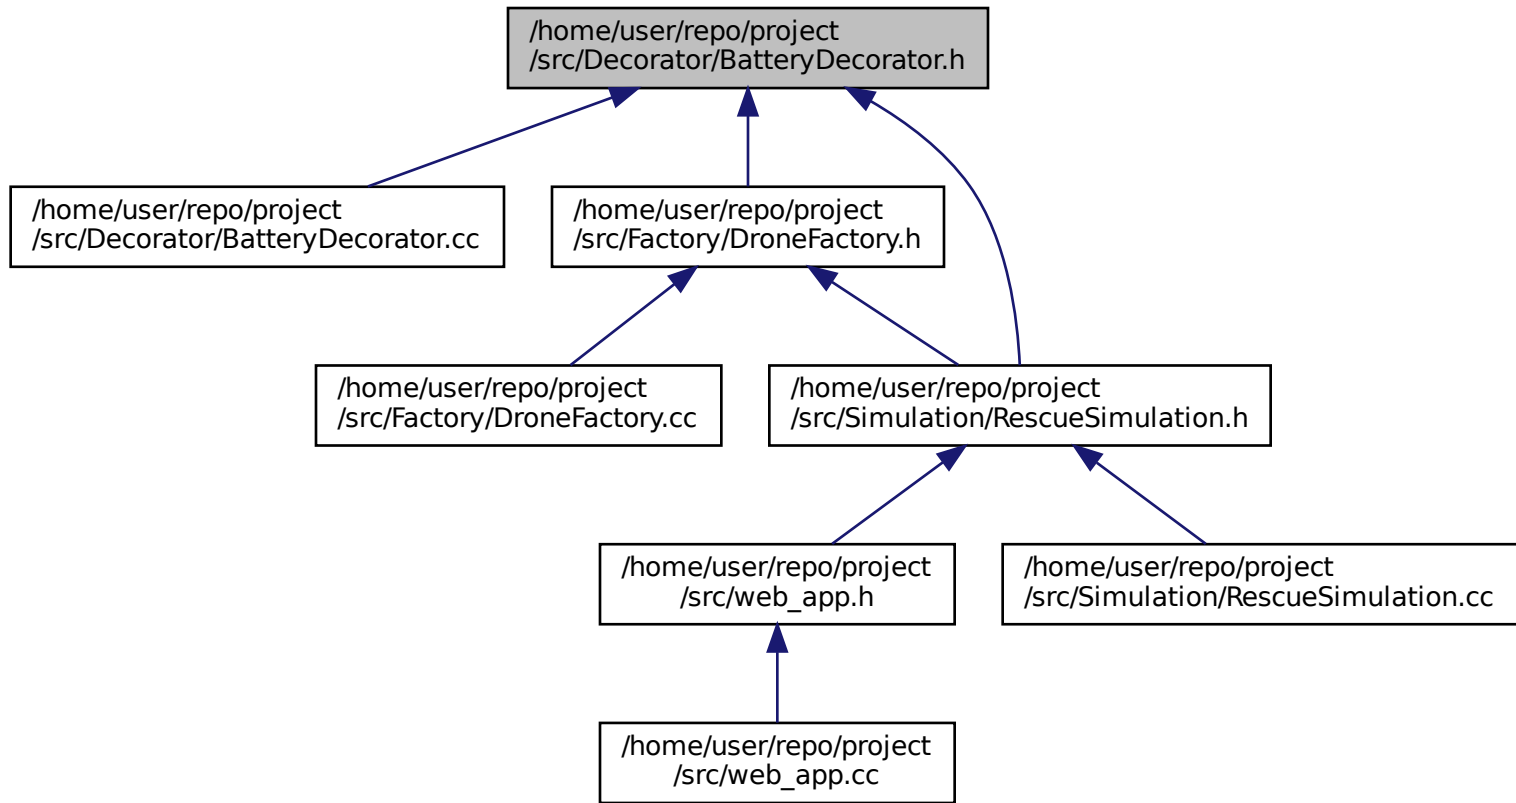 /home/user/repo/project
/src/Decorator/BatteryDecorator.h
/home/user/repo/project
/src/Decorator/BatteryDecorator.cc
/home/user/repo/project
/src/Factory/DroneFactory.h
/home/user/repo/project
/src/Factory/DroneFactory.cc
/home/user/repo/project
/src/Simulation/RescueSimulation.h
/home/user/repo/project
/src/web_app.h
/home/user/repo/project
/src/Simulation/RescueSimulation.cc
/home/user/repo/project
/src/web_app.cc